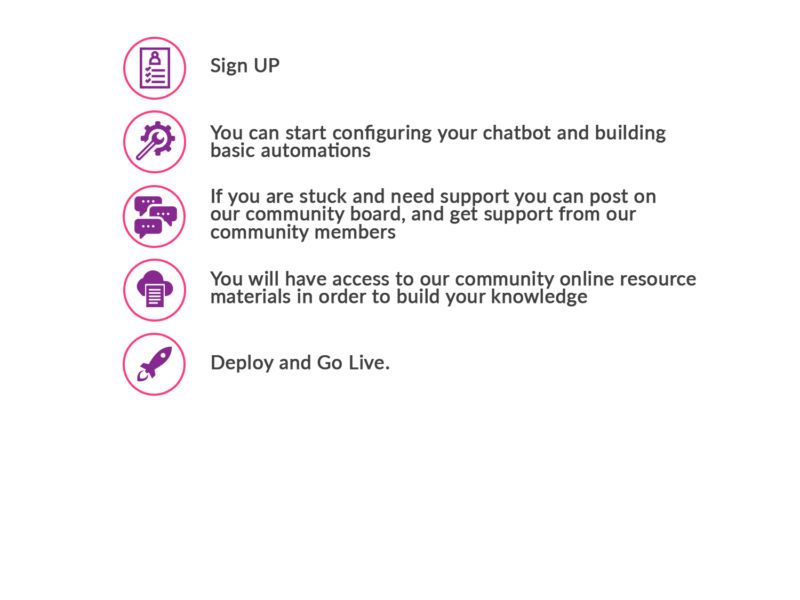 Sign UP
You can start configuring your chatbot and building
basic automations
If you are stuck and need support you can post on
our community board, and get support from our
community members
You will have access to our community online resource
materials in order to build your knowledge
Deploy and Go Live.